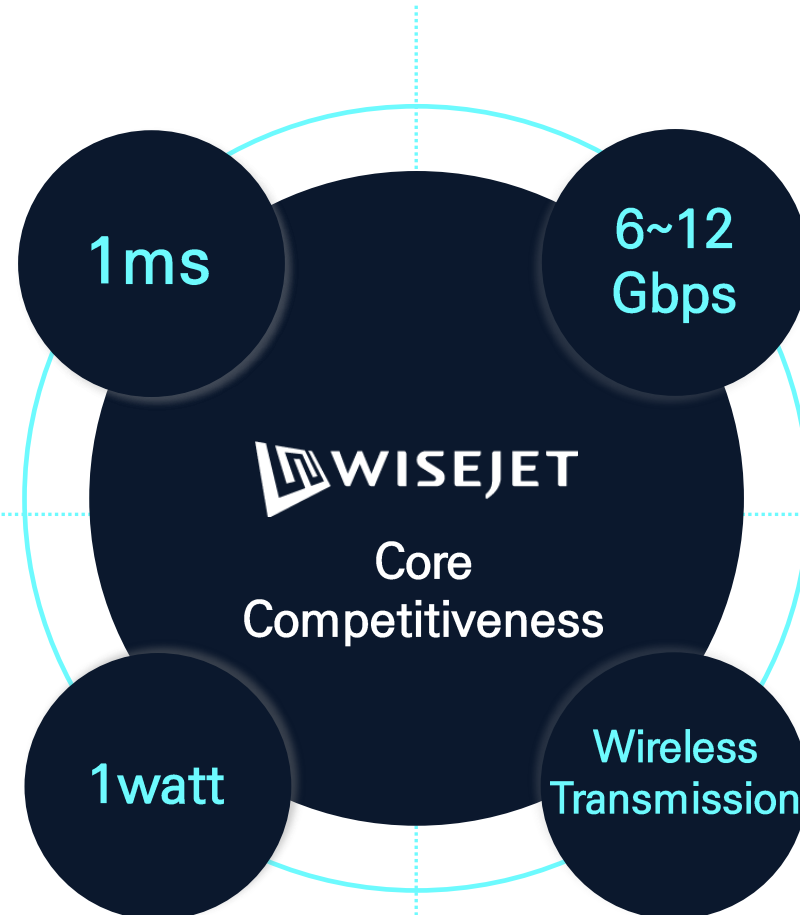 1ms
6~12
Gbps
WISEJET
Core
Competitiveness
1watt
Wireless
Transmission